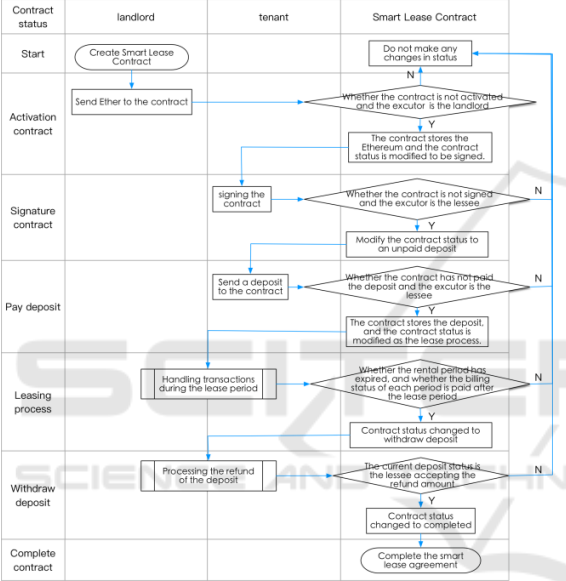 Contract
status
landlord
tenant
Smart Lease Contract
Start
Create Smart Lease
Contract
Do not make any
changes in status
N
Activation
contract
Send Ether to the contract
Whether the contract is not activated
and the excutor is the landlord
Y
The contract stores the
Ethereum and the contract
status is modified to be signed.
Signature
contract
signing the
contract
Whether the contract is not signed
and the excutor is the lessee
N
Y
Modify the contract status to
an unpaid deposit
Pay deposit
Send a deposit
to the contract
Whether the contract has not paid
the deposit and the excutor is the
lessee
N
Y
The contract stores the deposit,
and the contract status is
modified as the lease process.
Leasing
process
Handling transactions
during the lease period
Whether the rental period has
expired, and whether the billing
status of each period is paid after
the lease period
N
Y
Contract status changed to
withdraw deposit
Withdraw
deposit
Processing the refund
of the deposit
The current deposit status is
the lessee accepting the
refund amount
N
Y
Contract status
changed to completed
Complete
contract
Complete the smart
lease agreement